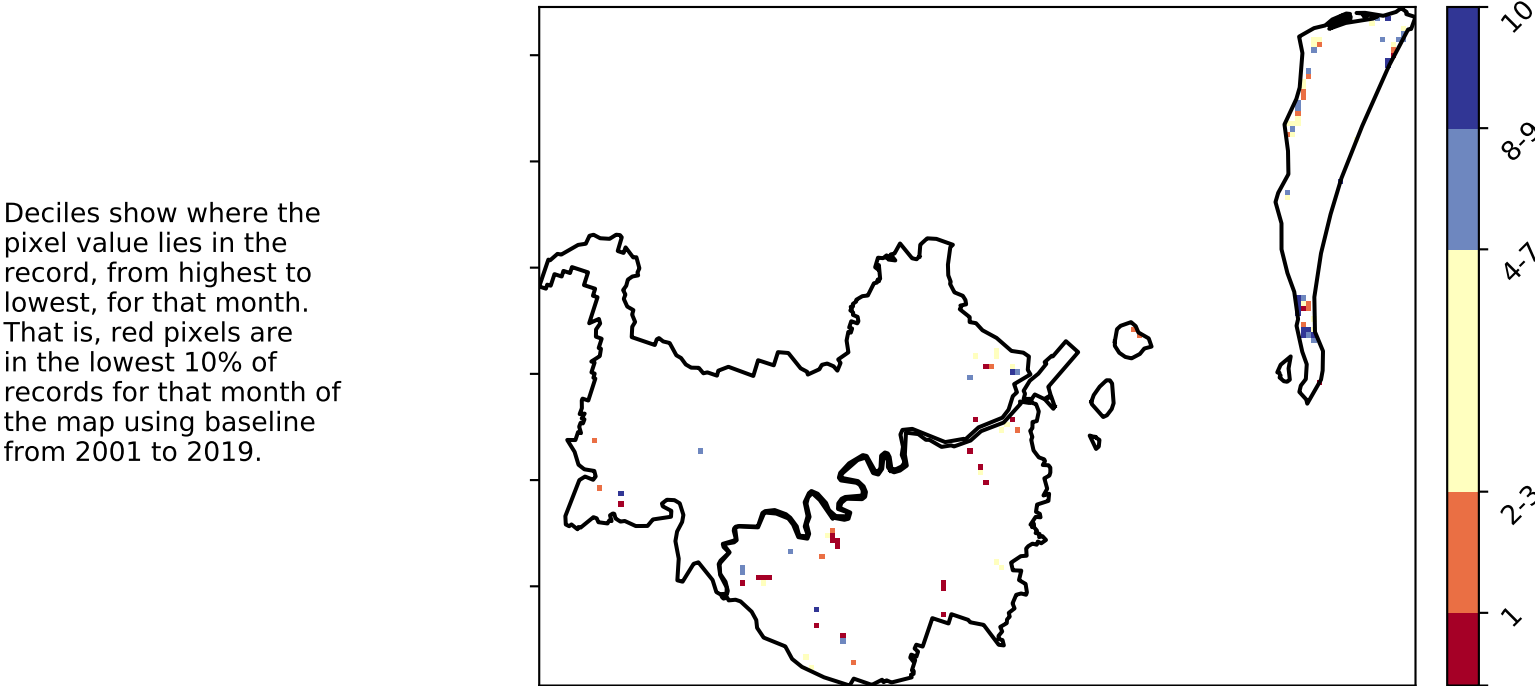 Deciles show where the
pixel value lies in the
record, from highest to
lowest, for that month.
That is, red pixels are
in the lowest 10% of
records for that month of
the map using baseline
from 2001 to 2019.
10
8-9
4-7
2-3
1